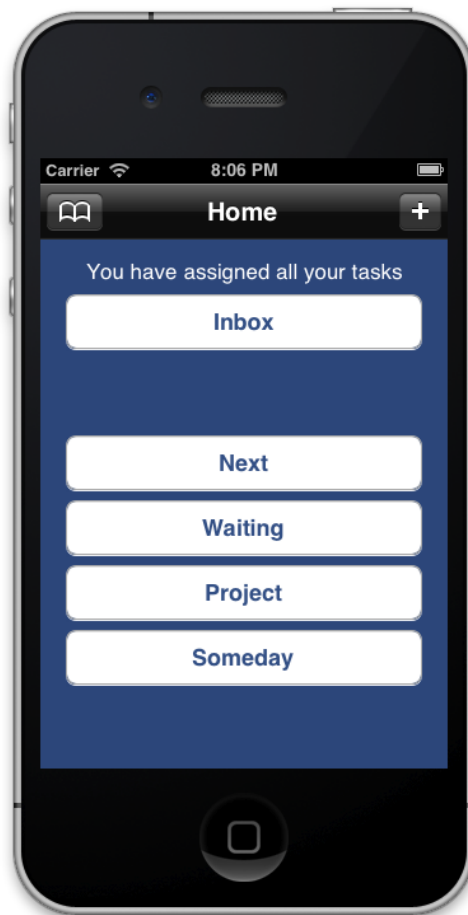 Carrier 8:06 PM
Home +
You have assigned all your tasks
Inbox
Next
Waiting
Project
Someday